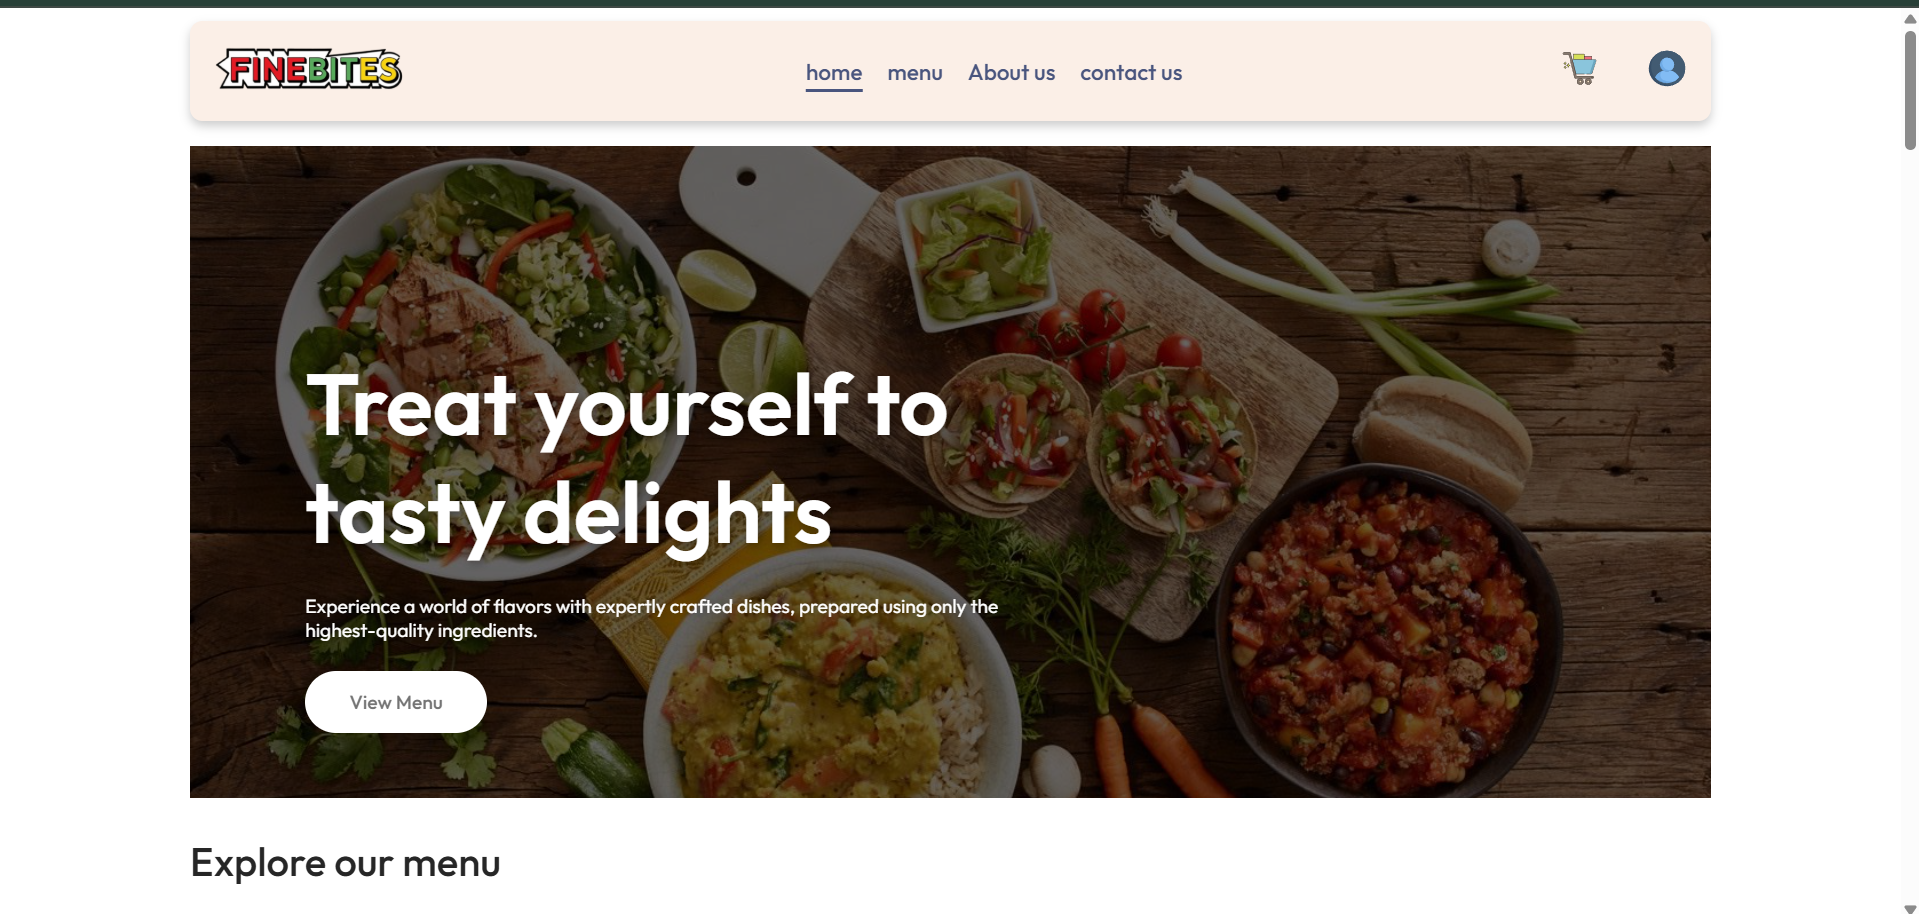 FINEBITES
home menu About us contact us
Treat yourself to
tasty delights
Experience a world of flavors with expertly crafted dishes, prepared using only the
highest-quality ingredients.
View Menu
Explore our menu